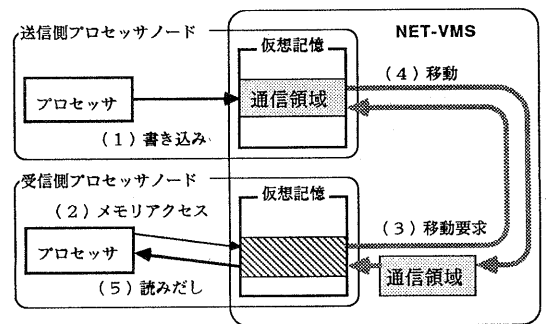 送信側プロセッサノード
仮想記憶
NET-VMS
プロセッサ
通信領域
(4)移動
(1)書き込み
受信側プロセッサノード
仮想記憶
(2)メモリアクセス
(3)移動要求
プロセッサ
通信領域
(5)読みだし